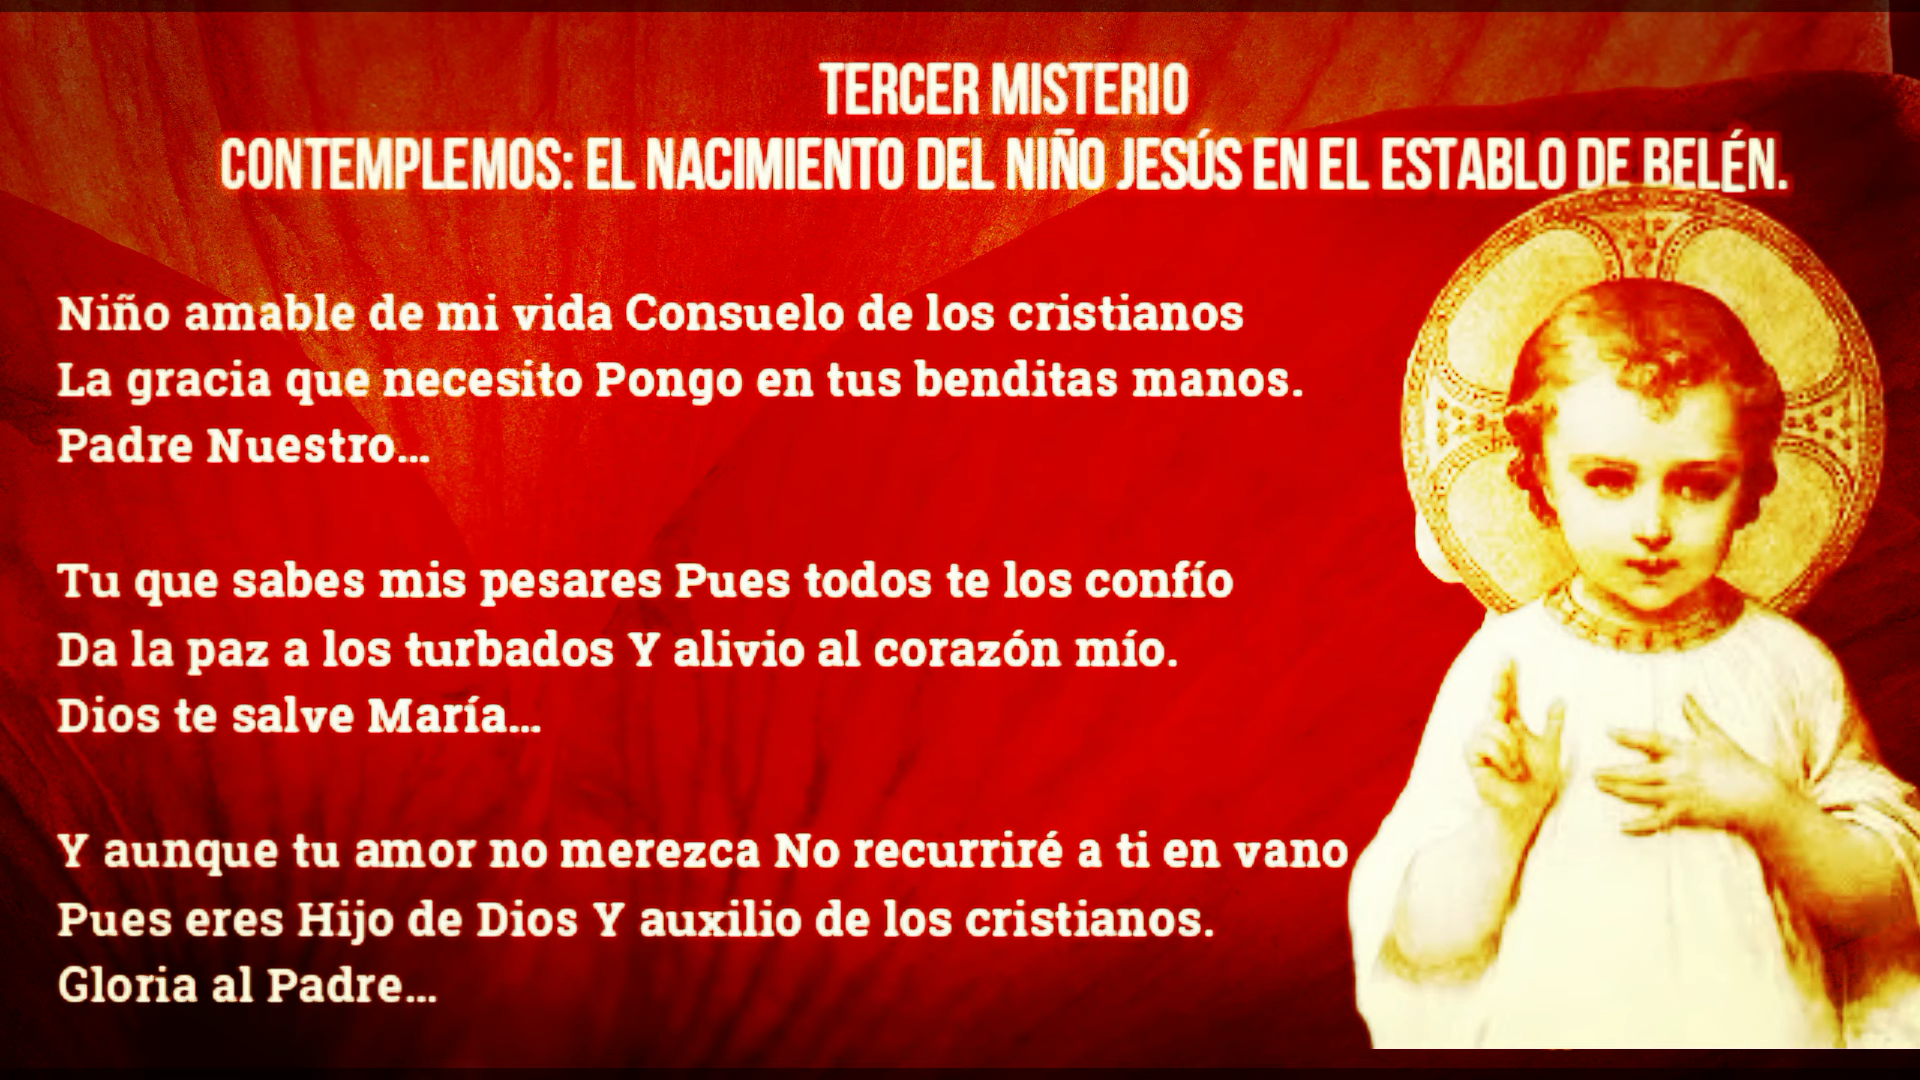 TERCER MISTERIO
CONTEMPLEMOS: EL NACIMIENTO DEL NIÑO JESÚS EN EL ESTABLO DE BELÉN.
Niño amable de mi vida Consuelo de los cristianos
La gracia que necesito Pongo en tus benditas manos.
Padre Nuestro...
Tu que sabes mis pesares Pues todos te los confío
Da la paz a los turbados Y alivio al corazón mío.
Dios te salve María...
Y aunque tu amor no merezca No recurriré a ti en vano
Pues eres Hijo de Dios Y auxilio de los cristianos.
Gloria al Padre...